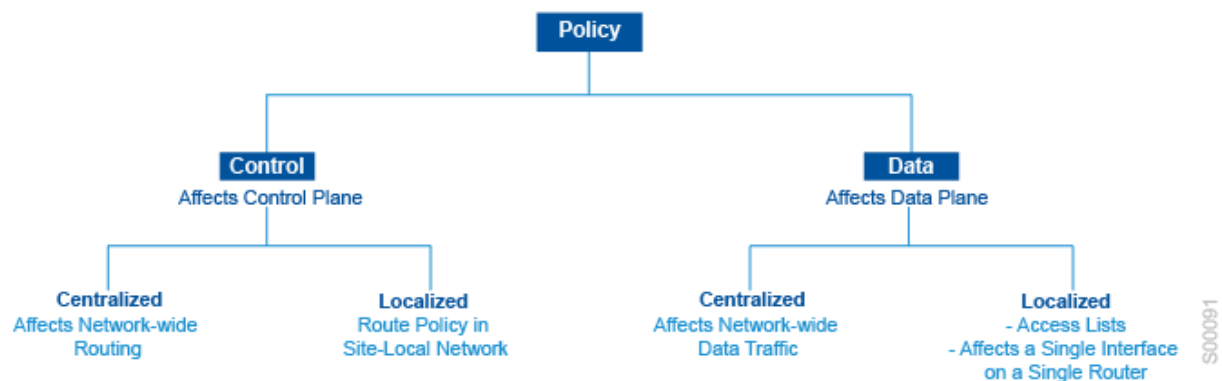 Policy
Control
Affects Control Plane
Data
Affects Data Plane
Centralized
Affects Network-wide
Routing
Localized
Route Policy in
Site-Local Network
Centralized
Affects Network-wide
Data Traffic
Localized
- Access Lists
- Affects a Single Interface
on a Single Router
S00091